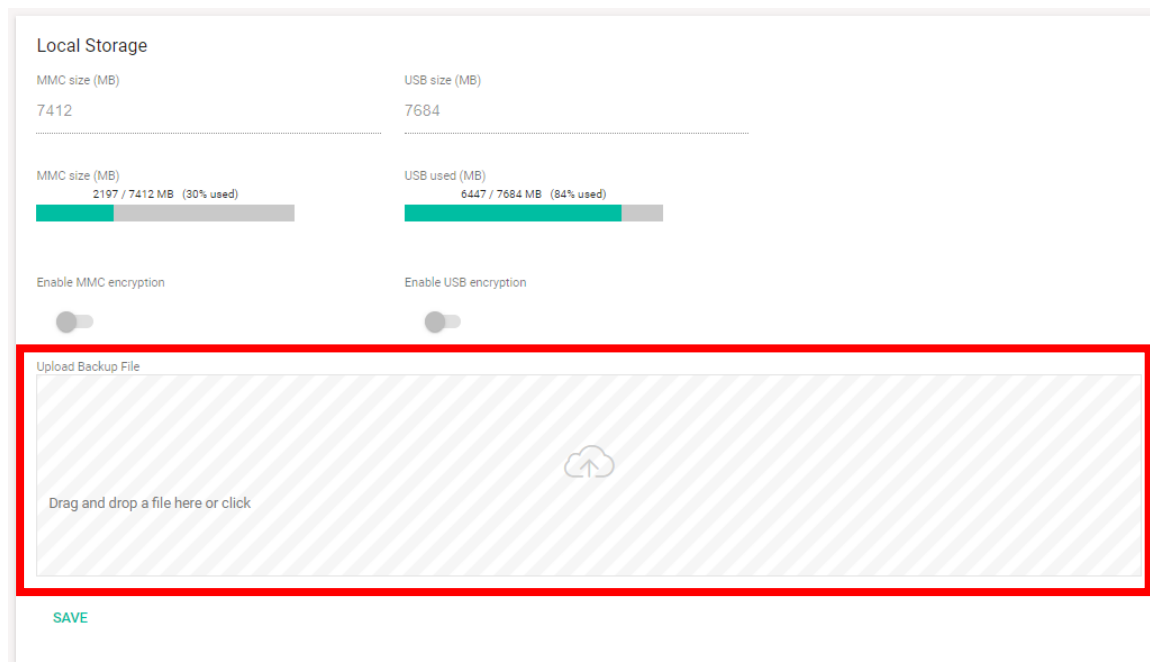 Local Storage
MMC size (MB)
USB size (MB)
7412
7684
MMC size (MB)
USB used (MB)
2197 / 7412 MB (30% used)
6447 / 7684 MB (84% used)
Enable MMC encryption
Enable USB encryption
Upload Backup File
Drag and drop a file here or click
SAVE